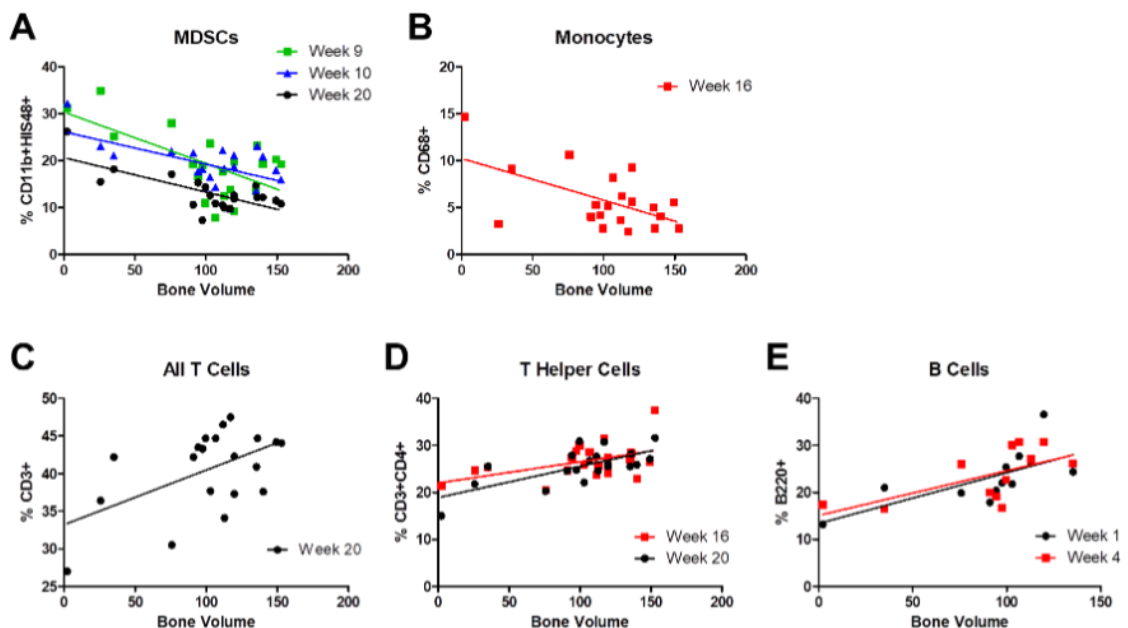 A
MDSCs
Week 9
Week 10
Week 20
40
30
20
10
0
% CD11b+HIS48+
0 50 100 150 200
Bone Volume
B
Monocytes
Week 16
20
15
10
5
0
% CD68+
0 50 100 150 200
Bone Volume
C
All T Cells
50
45
40
35
30
25
% CD3+
Week 20
0 50 100 150 200
Bone Volume
D
T Helper Cells
40
30
20
10
0
% CD3+CD4+
Week 16
Week 20
0 50 100 150 200
Bone Volume
E
B Cells
40
30
20
10
0
% B220+
Week 1
Week 4
0 50 100 150
Bone Volume